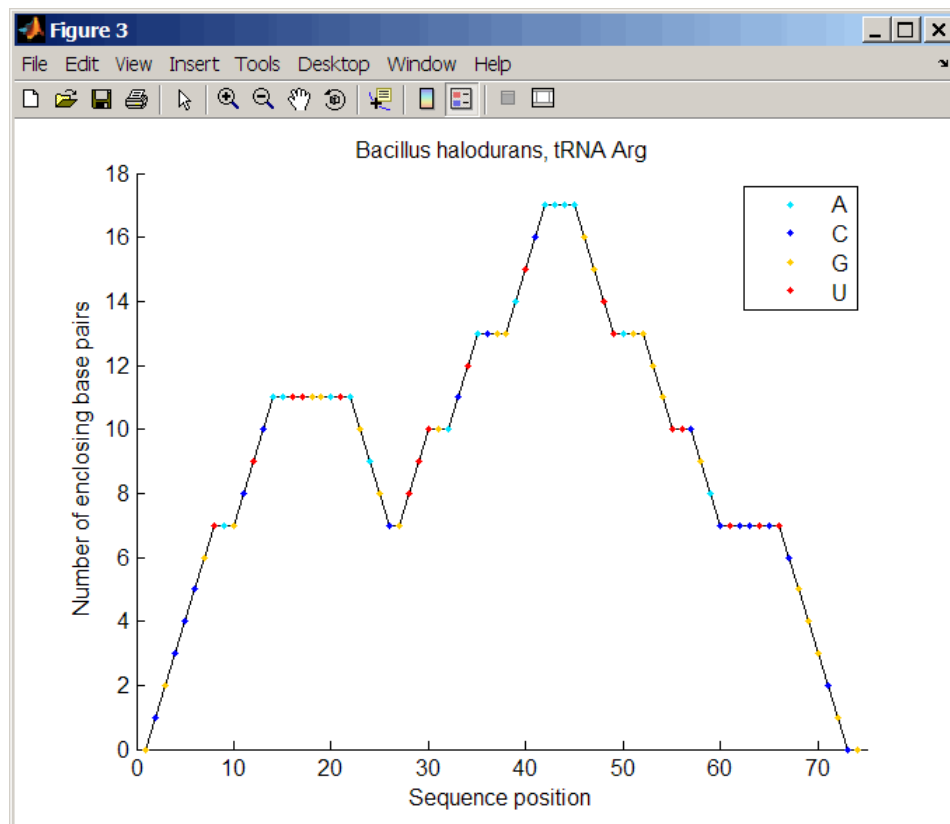 Figure 3
File Edit View Insert Tools Desktop Window Help
Bacillus halodurans, tRNA Arg
18
16
14
12
10
8
6
4
2
0
Number of enclosing base pairs
A
C
G
U
0 10 20 30 40 50 60 70
Sequence position